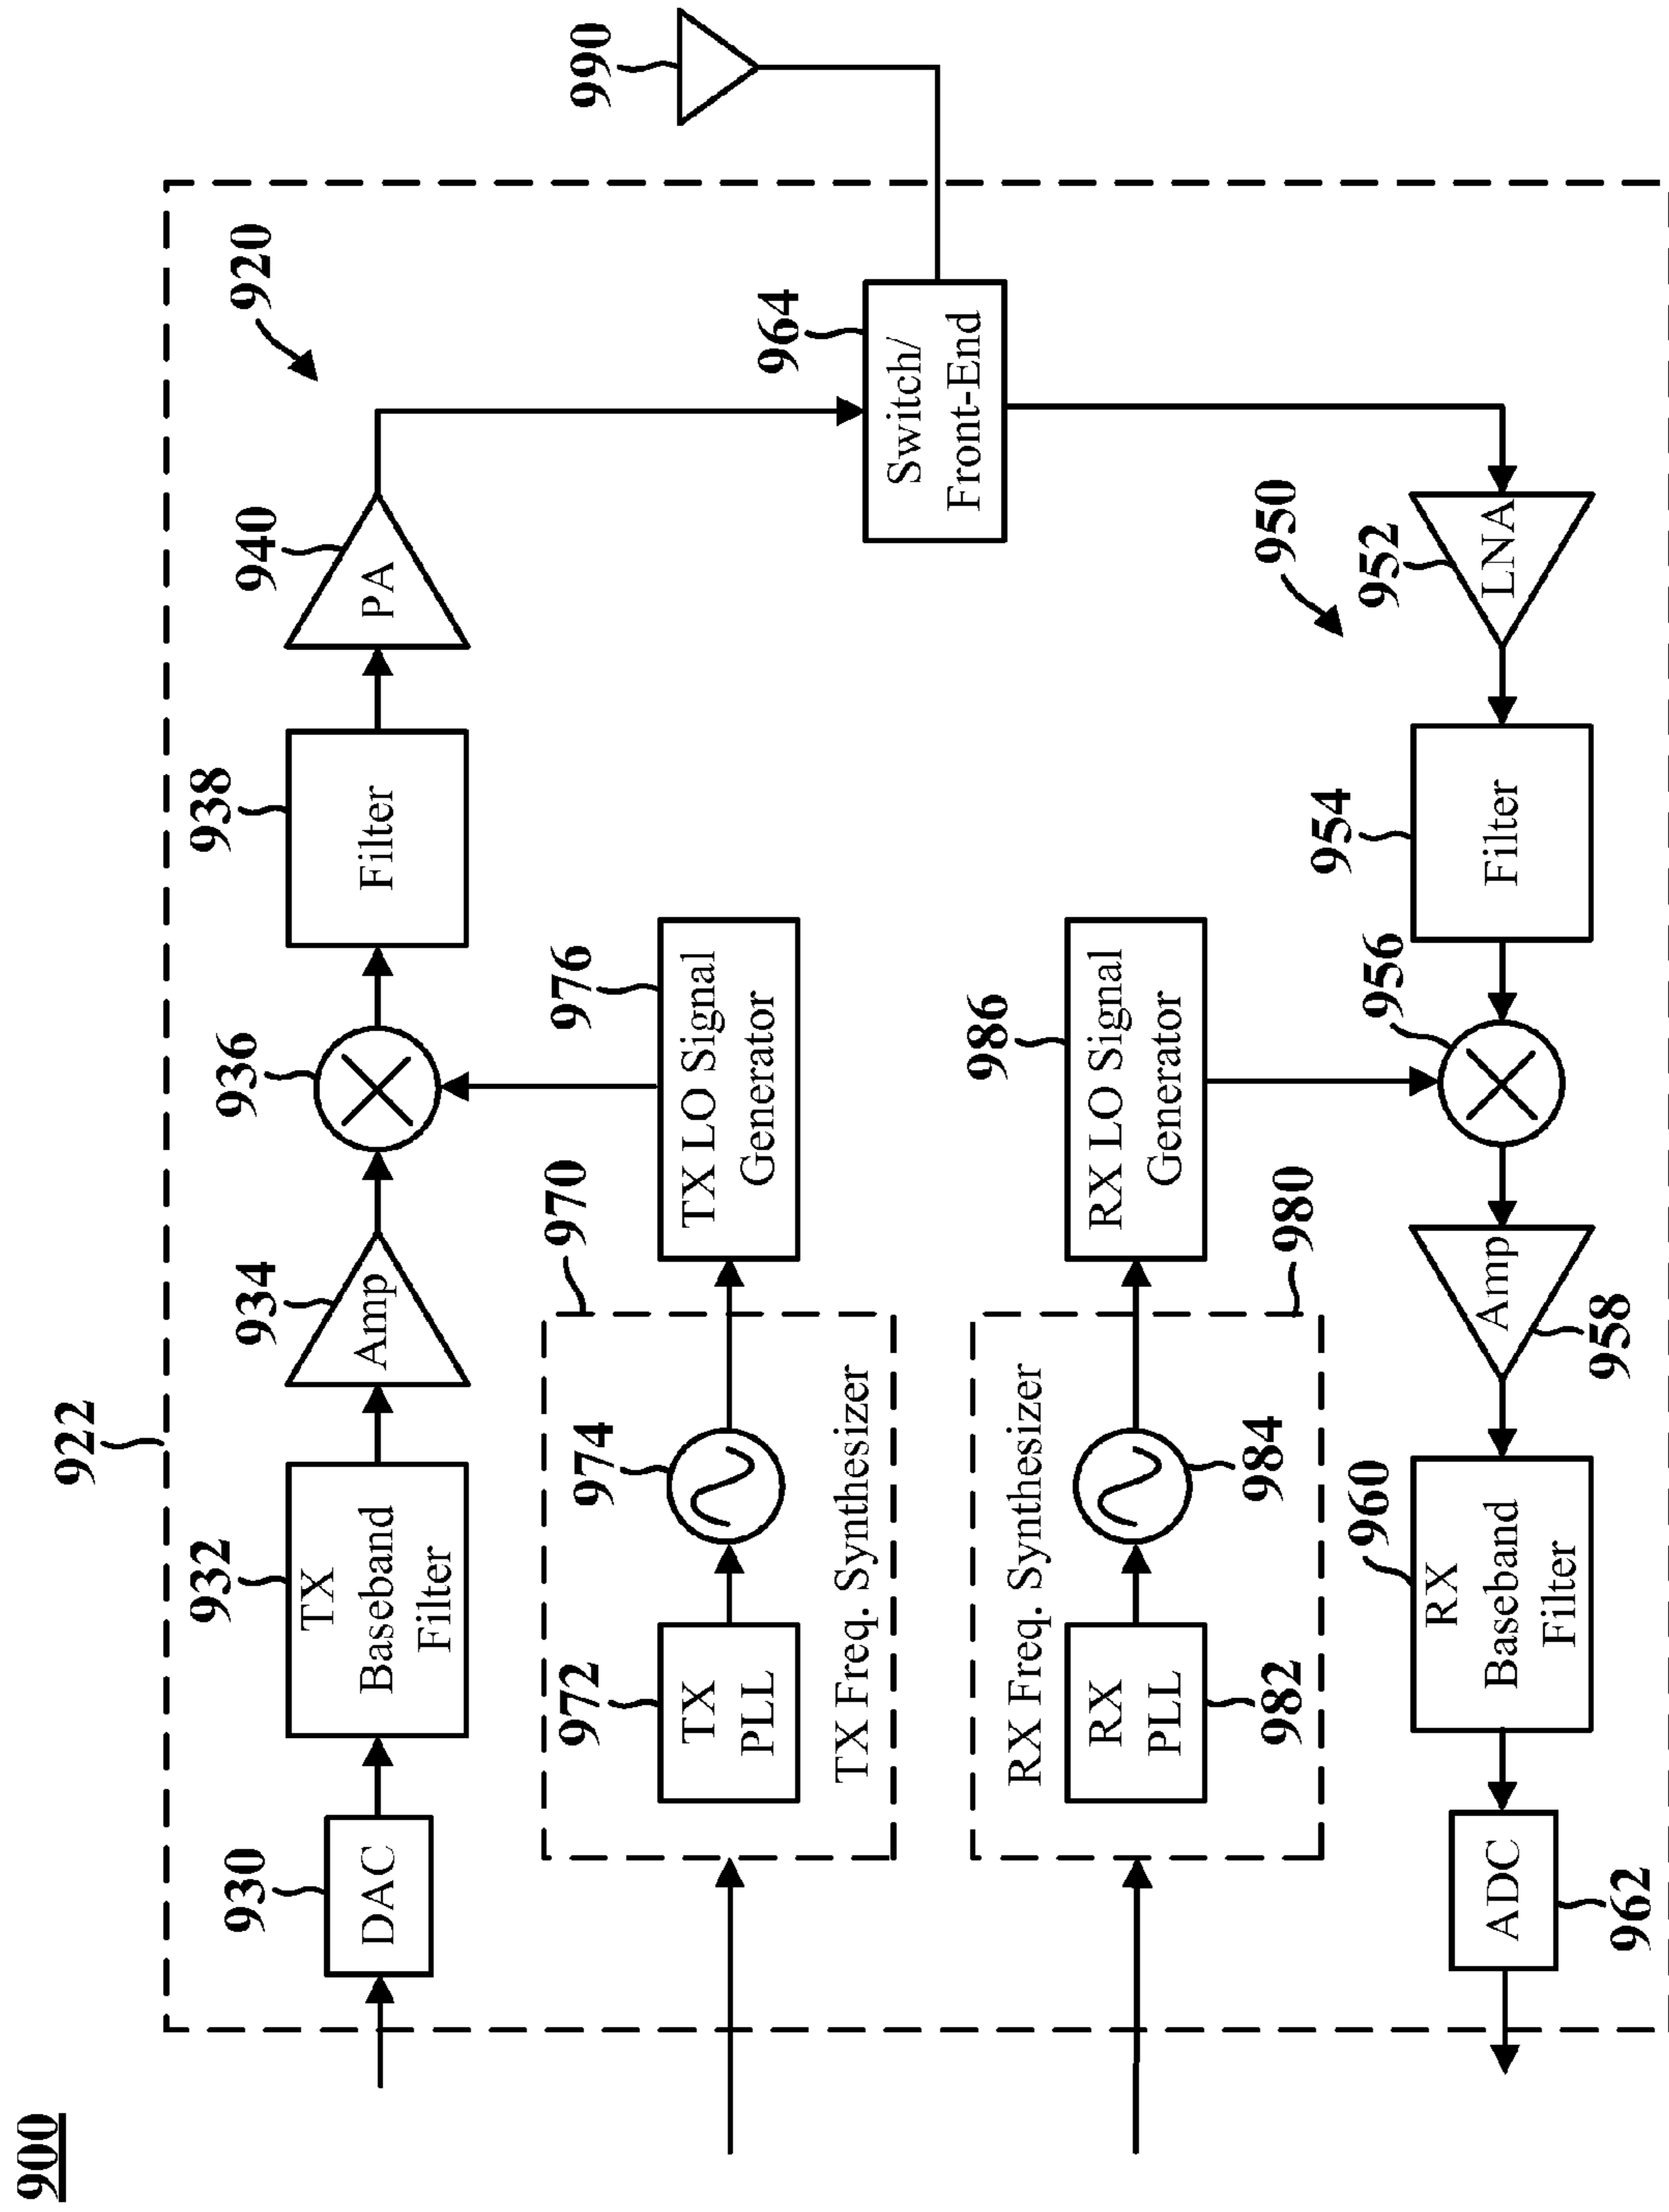 900
922
920
930
DAC
932
TX
Baseband
Filter
934
Amp
936
938
Filter
940
PA
990
964
Switch/
Front-End
970
972
TX
PLL
974
TX Freq. Synthesizer
976
TX LO Signal
Generator
980
RX Freq. Synthesizer
982
RX
PLL
984
986
RX LO Signal
Generator
950
952
LNA
954
Filter
956
958
Amp
960
RX
Baseband
Filter
962
ADC